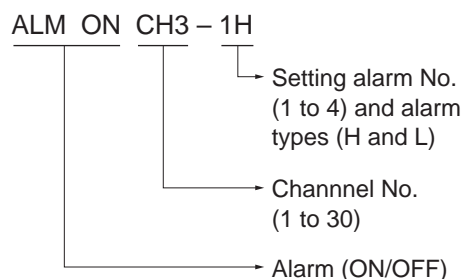 ALM ON CH3 – 1H
Setting alarm No.
(1 to 4) and alarm
types (H and L)
Channnel No.
(1 to 30)
Alarm (ON/OFF)